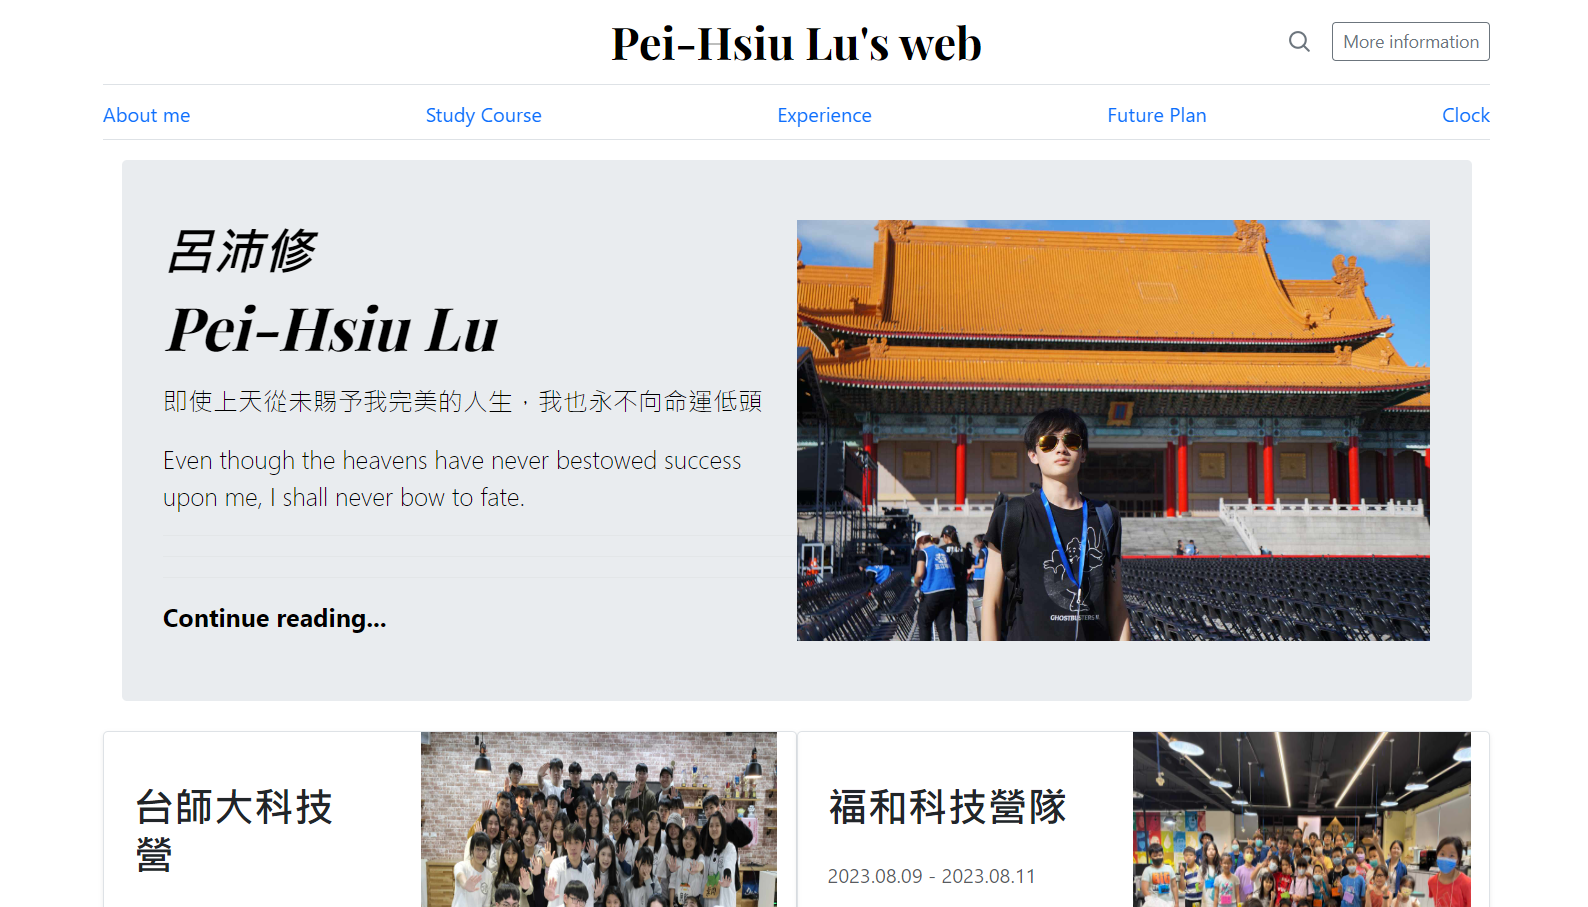 Pei-Hsiu Lu's web
More information
About me
Study Course
Experience
Future Plan
Clock
呂沛修
Pei-Hsiu Lu
即使上天從未賜予我完美的人生，我也永不向命運低頭
Even though the heavens have never bestowed success
upon me, I shall never bow to fate.
Continue reading...
GHOSTBUSTERS
台師大科技
營
福和科技營隊
2023.08.09 - 2023.08.11